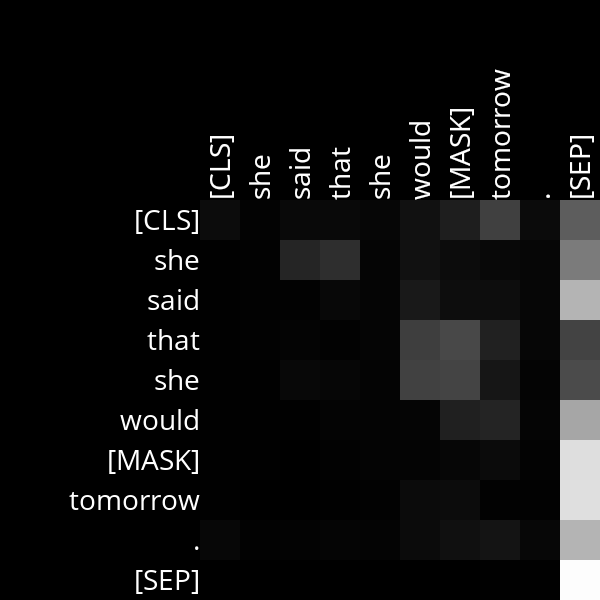 [CLS] she said that she would [MASK] tomorrow . [SEP]
[CLS]
she
said
that
she
would
[MASK]
tomorrow
.
[SEP]